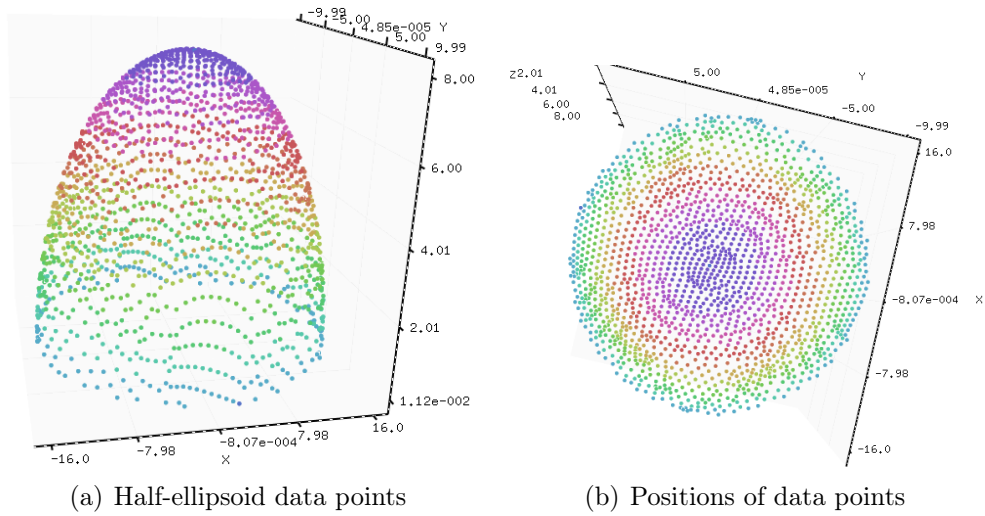 -9.99 -5.00 4.85e-005 5.00 9.99 Y
8.00
6.00
4.01
2.01
1.12e-002
-16.0 -7.98 -8.07e-004 7.98 16.0
X
Z2.01
4.01
6.00
8.00
5.00 4.85e-005 -5.00 -9.99
Y
16.0
7.98
-8.07e-004 X
-7.98
-16.0
(a) Half-ellipsoid data points
(b) Positions of data points